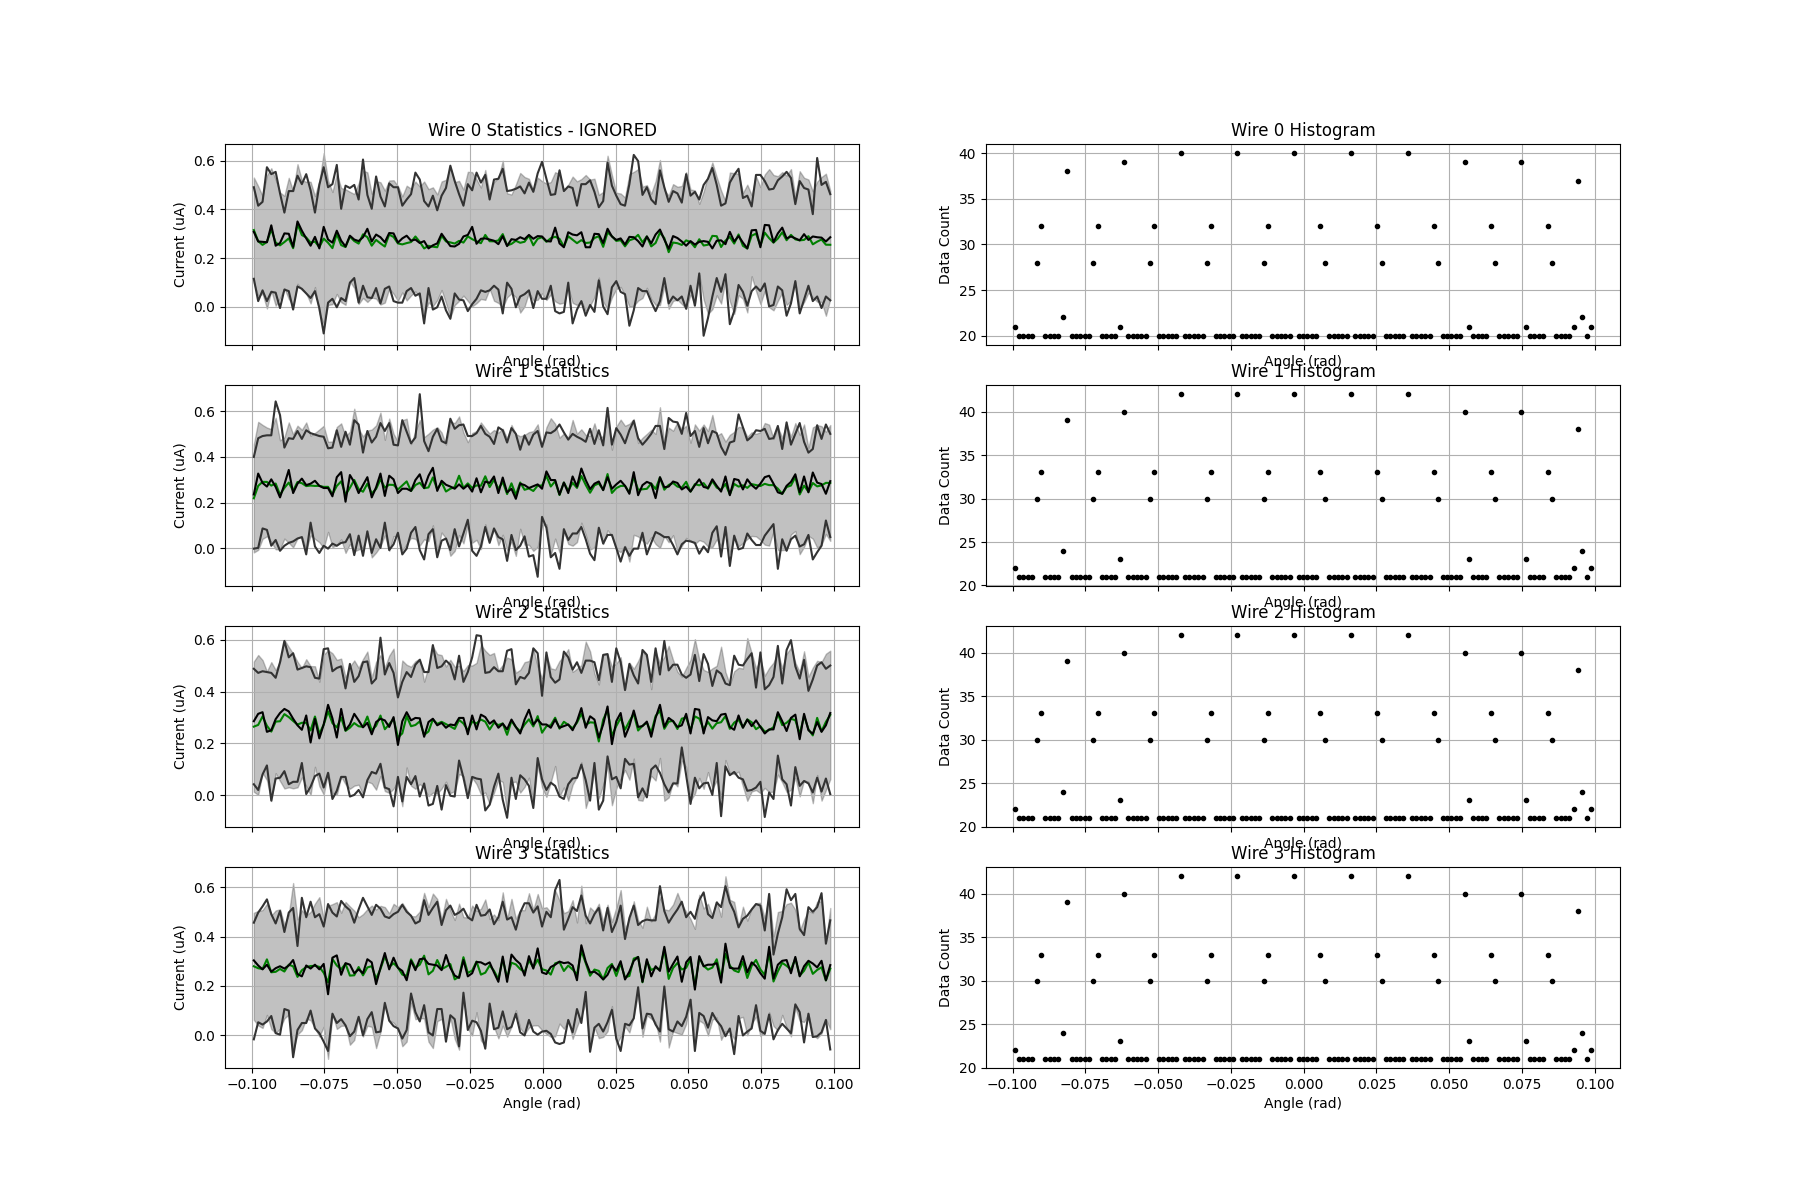 Wire 0 Statistics - IGNORED
0.6
0.4
0.2
0.0
Current (uA)
Angle (rad)
Wire 0 Histogram
40
35
30
25
20
Data Count
Angle (rad)
Wire 1 Statistics
0.6
0.4
0.2
0.0
Current (uA)
Angle (rad)
Wire 1 Histogram
40
35
30
25
20
Data Count
Angle (rad)
Wire 2 Statistics
0.6
0.4
0.2
0.0
Current (uA)
Angle (rad)
Wire 2 Histogram
40
35
30
25
20
Data Count
Angle (rad)
Wire 3 Statistics
0.6
0.4
0.2
0.0
Current (uA)
−0.100 −0.075 −0.050 −0.025 0.000 0.025 0.050 0.075 0.100
Angle (rad)
Wire 3 Histogram
40
35
30
25
20
Data Count
−0.100 −0.075 −0.050 −0.025 0.000 0.025 0.050 0.075 0.100
Angle (rad)